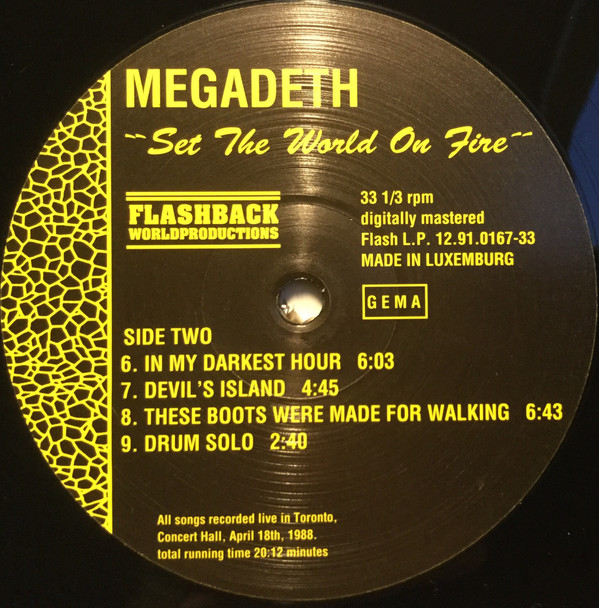 MEGADETH
~~Set The World On Fire~~
FLASHBACK
WORLDPRODUCTIONS
33 1/3 rpm
digitally mastered
Flash L.P. 12.91.0167-33
MADE IN LUXEMBURG
GEMA
SIDE TWO
6. IN MY DARKEST HOUR 6:03
7. DEVIL'S ISLAND 4:45
8. THESE BOOTS WERE MADE FOR WALKING 6:43
9. DRUM SOLO 2:40
All songs recorded live in Toronto,
Concert Hall, April 18th, 1988.
total running time 20:12 minutes